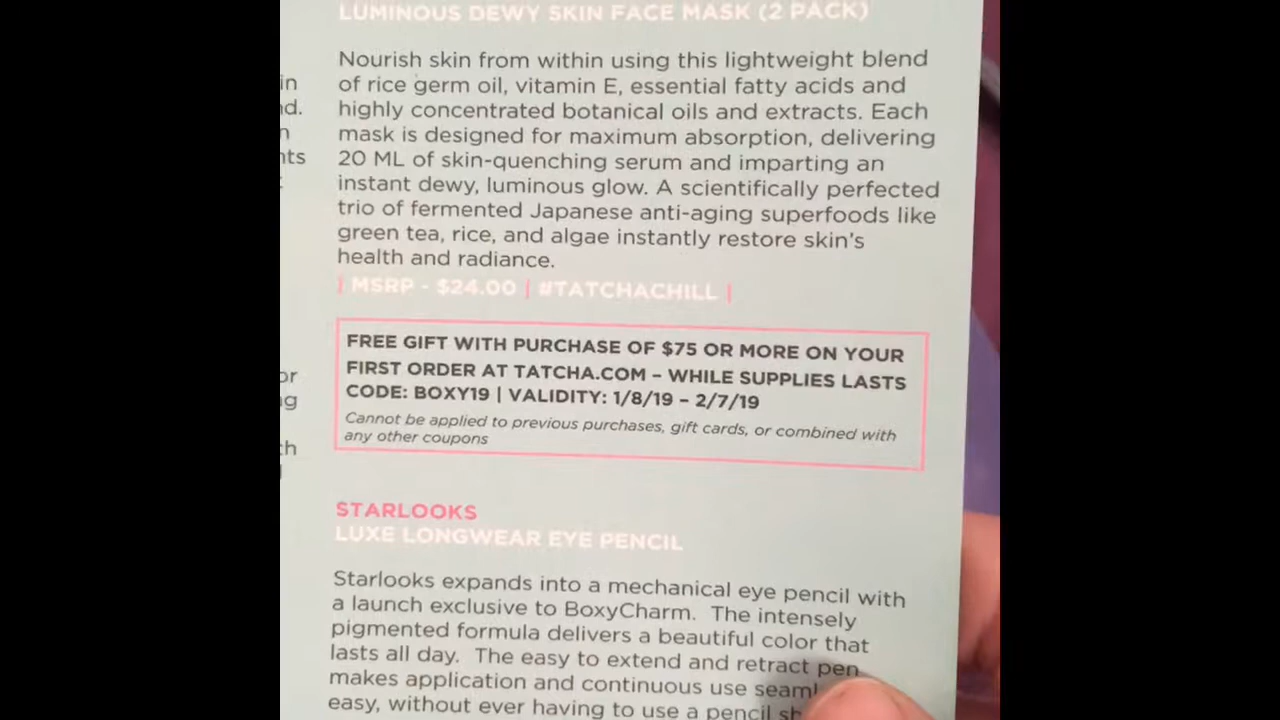 LUMINOUS DEWY SKIN FACE MASK (2 PACK)
Nourish skin from within using this lightweight blend
of rice germ oil, vitamin E, essential fatty acids and
highly concentrated botanical oils and extracts. Each
mask is designed for maximum absorption, delivering
20 ML of skin-quenching serum and imparting an
instant dewy, luminous glow. A scientifically perfected
trio of fermented Japanese anti-aging superfoods like
green tea, rice, and algae instantly restore skin's
health and radiance.
| MSRP - $24.00 | #TATCHACHILL |
FREE GIFT WITH PURCHASE OF $75 OR MORE ON YOUR
FIRST ORDER AT TATCHA.COM – WHILE SUPPLIES LASTS
CODE: BOXY19 | VALIDITY: 1/8/19 – 2/7/19
Cannot be applied to previous purchases, gift cards, or combined with
any other coupons
STARLOOKS
LUXE LONGWEAR EYE PENCIL
Starlooks expands into a mechanical eye pencil with
a launch exclusive to BoxyCharm. The intensely
pigmented formula delivers a beautiful color that
lasts all day. The easy to extend and retract pen
makes application and continuous use
easy, without ever having to use a pencil